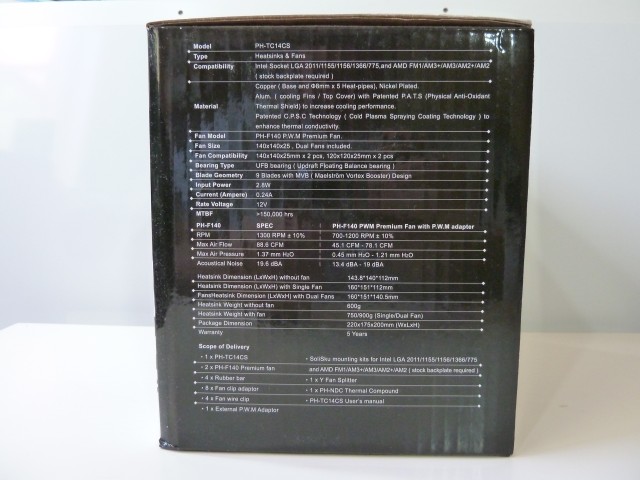 Model PH-TC14CS
Type Heatsinks & Fans
Compatibility Intel Socket LGA 2011/1155/1156/1366/775,and AMD FM1/AM3+/AM3/AM2+/AM2
( stock backplate required )
Material Copper ( Base and Φ8mm x 5 Heat-pipes), Nickel Plated.
Alum. ( cooling Fins / Top Cover) with Patented P.A.T.S (Physical Anti-Oxidant
Thermal Shield) to increase cooling performance.
Patented C.P.S.C Technology ( Cold Plasma Spraying Coating Technology ) to
enhance thermal conductivity.
Fan Model PH-F140 P.W.M Premium Fan.
Fan Size 140x140x25 , Dual Fans included.
Fan Compatibility 140x140x25mm x 2 pcs, 120x120x25mm x 2 pcs
Bearing Type UFB bearing ( Updraft Floating Balance bearing )
Blade Geometry 9 Blades with MVB ( Maelström Vortex Booster) Design
Input Power 2.8W
Current (Ampere) 0.24A
Rate Voltage 12V
MTBF >150,000 hrs
PH-F140 SPEC PH-F140 PWM Premium Fan with P.W.M adapter
RPM 1300 RPM ± 10% 700-1200 RPM ± 10%
Max Air Flow 88.6 CFM 45.1 CFM - 78.1 CFM
Max Air Pressure 1.37 mm H2O 0.45 mm H2O - 1.21 mm H2O
Acoustical Noise 19.6 dBA 13.4 dBA - 19 dBA
Heatsink Dimension (LxWxH) without fan 143.6*140*112mm
Heatsink Dimension (LxWxH) with Single Fan 160*151*112mm
Fans/Heatsink Dimension (LxWxH) with Dual Fans 160*151*140.5mm
Heatsink Weight without fan 600g
Heatsink Weight with fan 750/900g (Single/Dual Fan)
Package Dimension 220x175x200mm (WxLxH)
Warranty 5 Years
Scope of Delivery
• 1 x PH-TC14CS • SoliSku mounting kits for Intel LGA 2011/1155/1156/1366/775
• 2 x PH-F140 Premium fan and AMD FM1/AM3+/AM3/AM2+/AM2 ( stock backplate required )
• 4 x Rubber bar • 1 x Y Fan Splitter
• 8 x Fan clip adaptor • 1 x PH-NDC Thermal Compound
• 4 x Fan wire clip • PH-TC14CS User's manual
• 1 x External P.W.M Adaptor